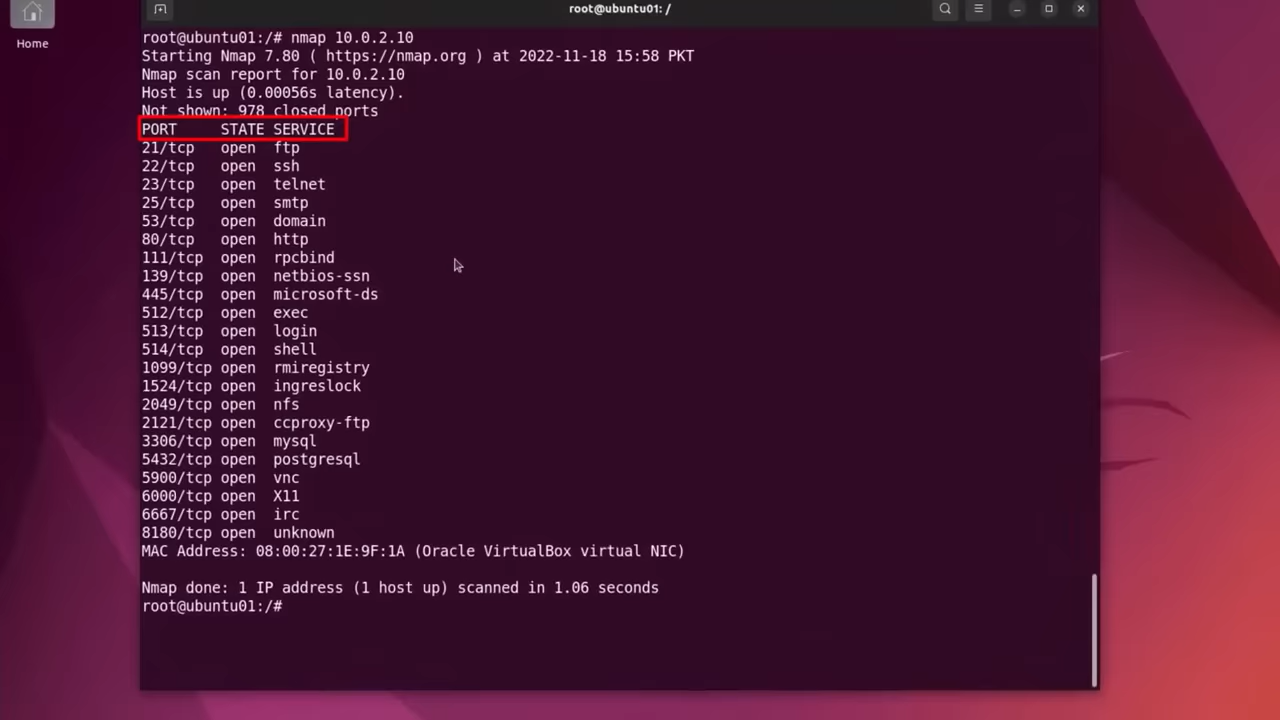 root@ubuntu01: /
Home
root@ubuntu01:/# nmap 10.0.2.10
Starting Nmap 7.80 ( https://nmap.org ) at 2022-11-18 15:58 PKT
Nmap scan report for 10.0.2.10
Host is up (0.00056s latency).
Not shown: 978 closed ports
PORT     STATE SERVICE
21/tcp   open  ftp
22/tcp   open  ssh
23/tcp   open  telnet
25/tcp   open  smtp
53/tcp   open  domain
80/tcp   open  http
111/tcp  open  rpcbind
139/tcp  open  netbios-ssn
445/tcp  open  microsoft-ds
512/tcp  open  exec
513/tcp  open  login
514/tcp  open  shell
1099/tcp open  rmiregistry
1524/tcp open  ingreslock
2049/tcp open  nfs
2121/tcp open  ccproxy-ftp
3306/tcp open  mysql
5432/tcp open  postgresql
5900/tcp open  vnc
6000/tcp open  X11
6667/tcp open  irc
8180/tcp open  unknown
MAC Address: 08:00:27:1E:9F:1A (Oracle VirtualBox virtual NIC)
Nmap done: 1 IP address (1 host up) scanned in 1.06 seconds
root@ubuntu01:/#